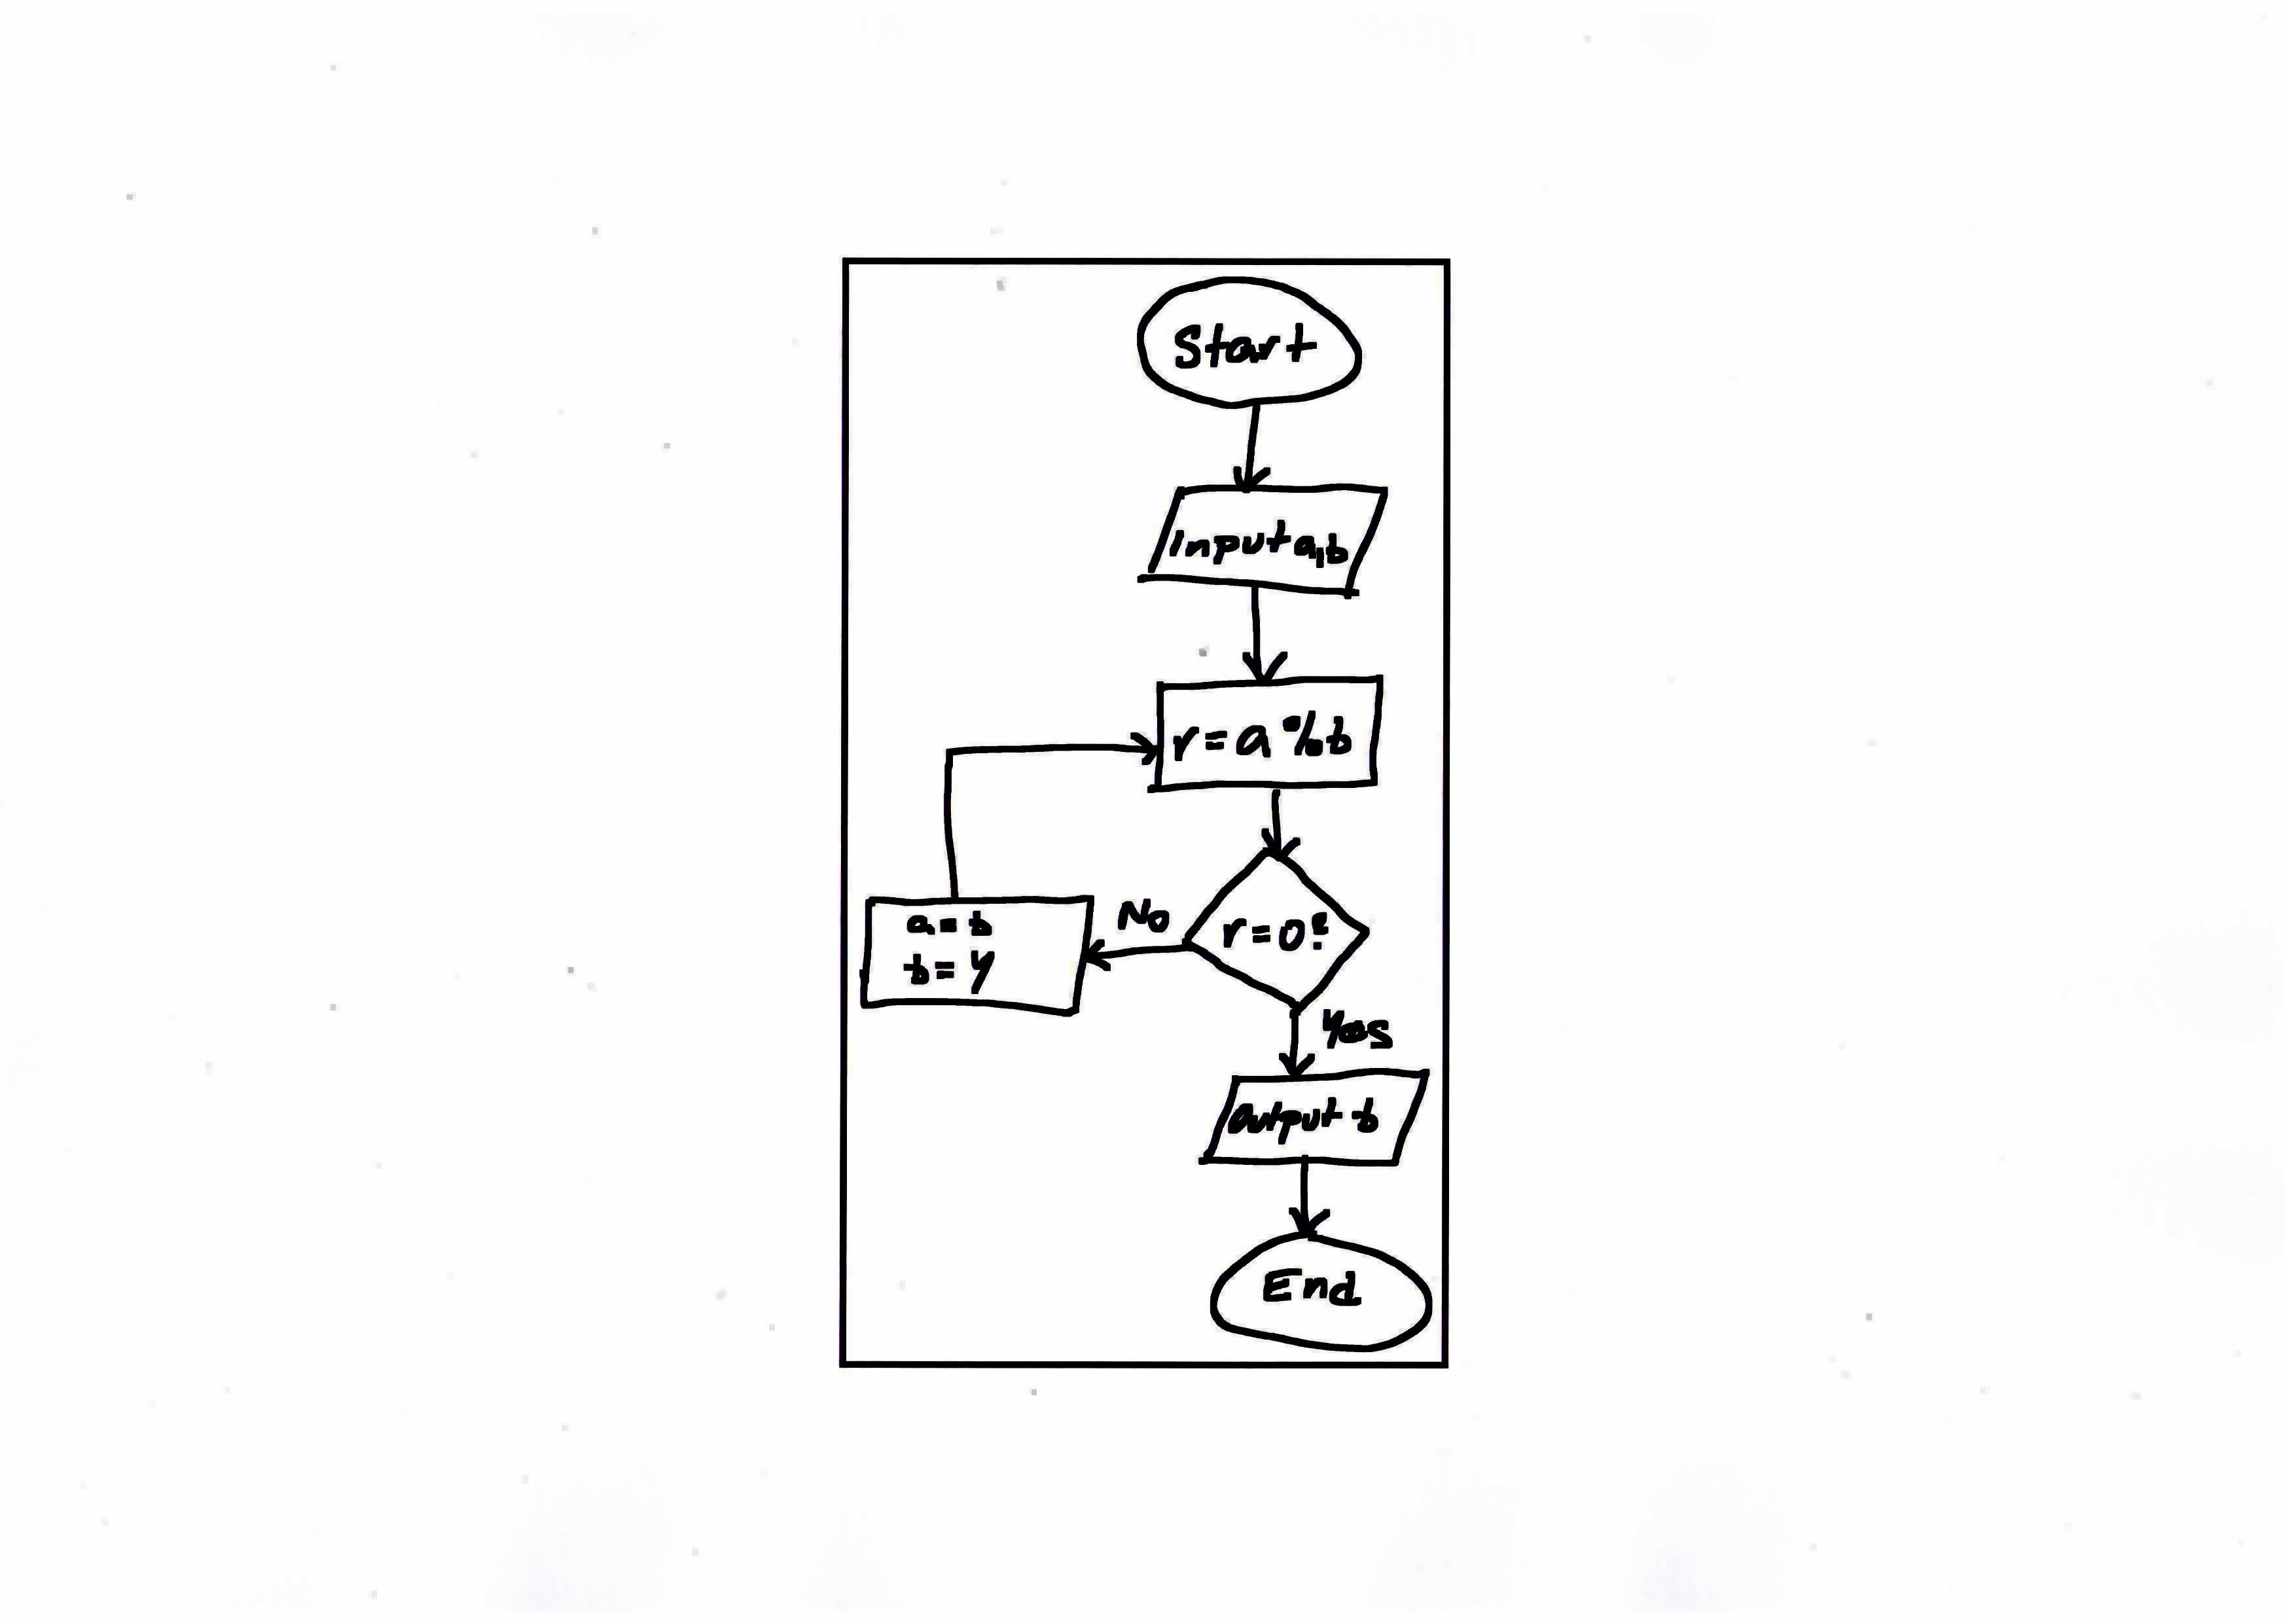 Start
input a,b
r = a % b
No
r = 0?
a = b
b = y
Yes
Output b
End